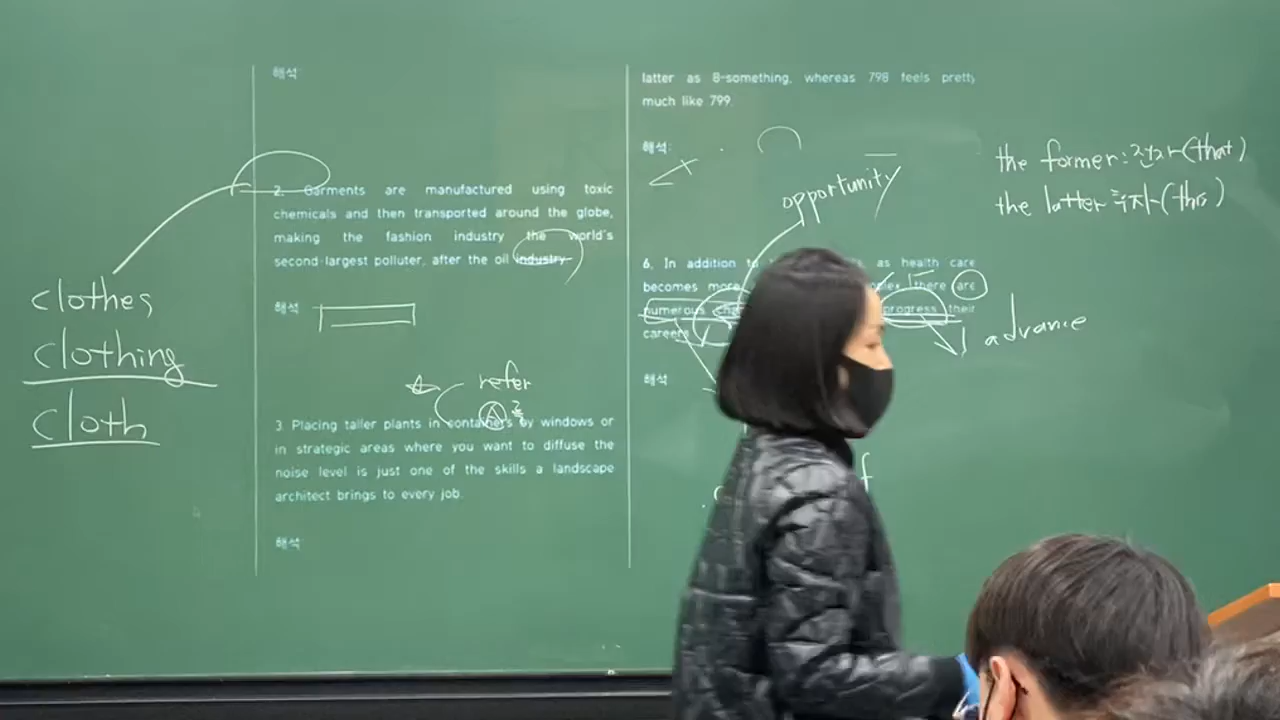 clothes
clothing
cloth
해석:
2. Garments are manufactured using toxic
chemicals and then transported around the globe,
making the fashion industry the world's
second-largest polluter, after the oil industry.
해석:
refer
A를
3. Placing taller plants in containers by windows or
in strategic areas where you want to diffuse the
noise level is just one of the skills a landscape
architect brings to every job.
해석:
latter as 8-something, whereas 798 feels pretty
much like 799.
해석:
opportunity
6. In addition as health care
becomes more there are
numerous progress their
careers
advance
해석:
the former: 전자(that)
the latter 후자(this)